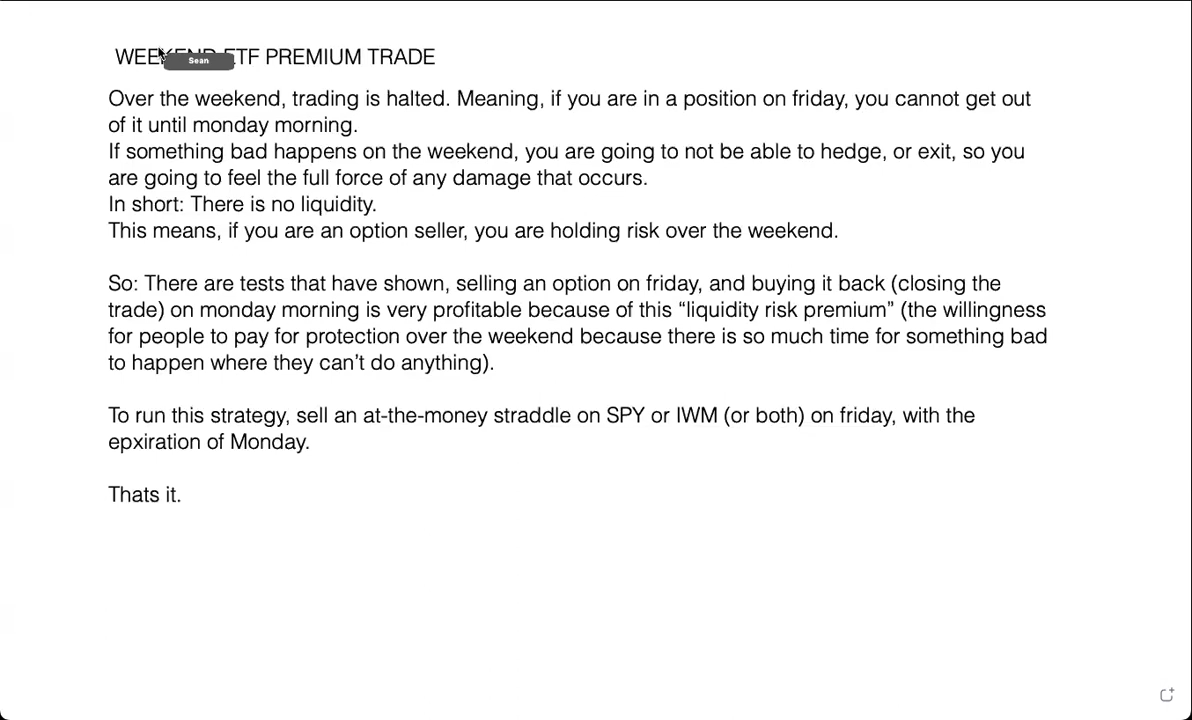 WEEKEND ETF PREMIUM TRADE
Sean
Over the weekend, trading is halted. Meaning, if you are in a position on friday, you cannot get out
of it until monday morning.
If something bad happens on the weekend, you are going to not be able to hedge, or exit, so you
are going to feel the full force of any damage that occurs.
In short: There is no liquidity.
This means, if you are an option seller, you are holding risk over the weekend.
So: There are tests that have shown, selling an option on friday, and buying it back (closing the
trade) on monday morning is very profitable because of this “liquidity risk premium” (the willingness
for people to pay for protection over the weekend because there is so much time for something bad
to happen where they can’t do anything).
To run this strategy, sell an at-the-money straddle on SPY or IWM (or both) on friday, with the
epxiration of Monday.
Thats it.